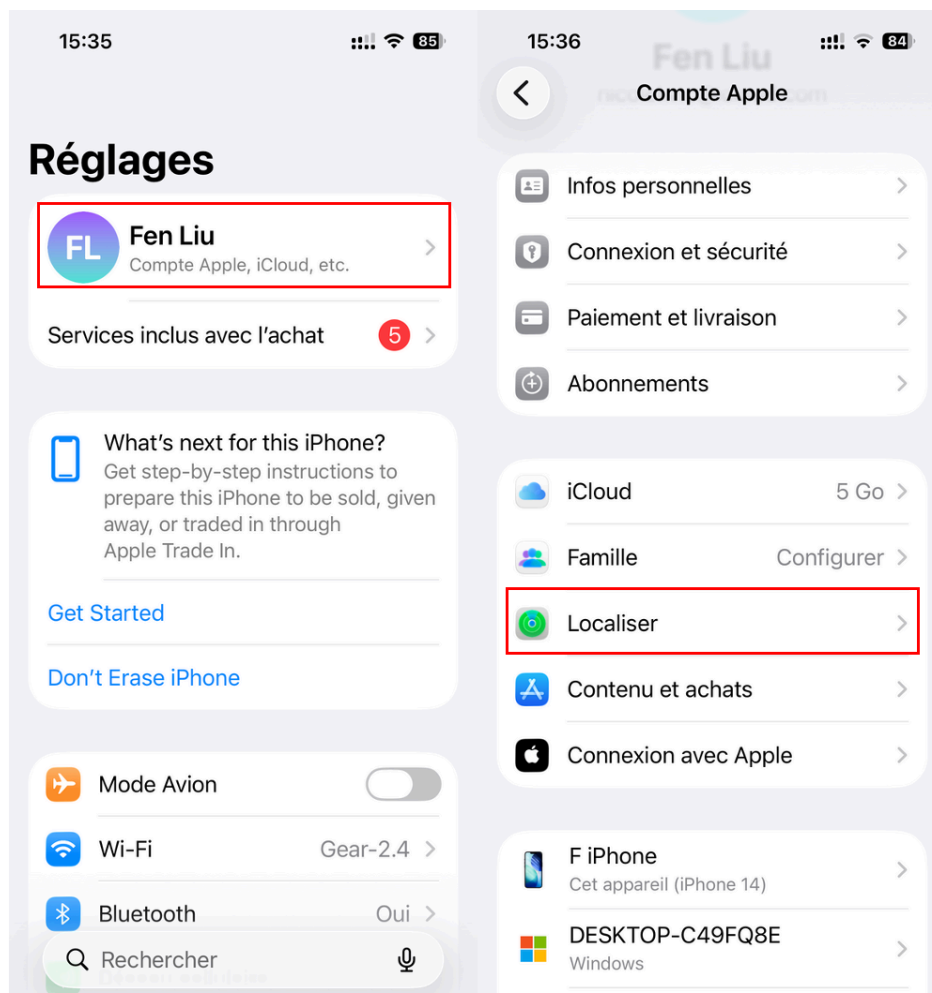 15:35
85
Réglages
FL
Fen Liu
Compte Apple, iCloud, etc.
Services inclus avec l’achat
5
What’s next for this iPhone?
Get step-by-step instructions to
prepare this iPhone to be sold, given
away, or traded in through
Apple Trade In.
Get Started
Don’t Erase iPhone
Mode Avion
Wi-Fi
Gear-2.4
Bluetooth
Oui
Rechercher
15:36
84
Fen Liu
Compte Apple
Infos personnelles
Connexion et sécurité
Paiement et livraison
Abonnements
iCloud
5 Go
Famille
Configurer
Localiser
Contenu et achats
Connexion avec Apple
F iPhone
Cet appareil (iPhone 14)
DESKTOP-C49FQ8E
Windows